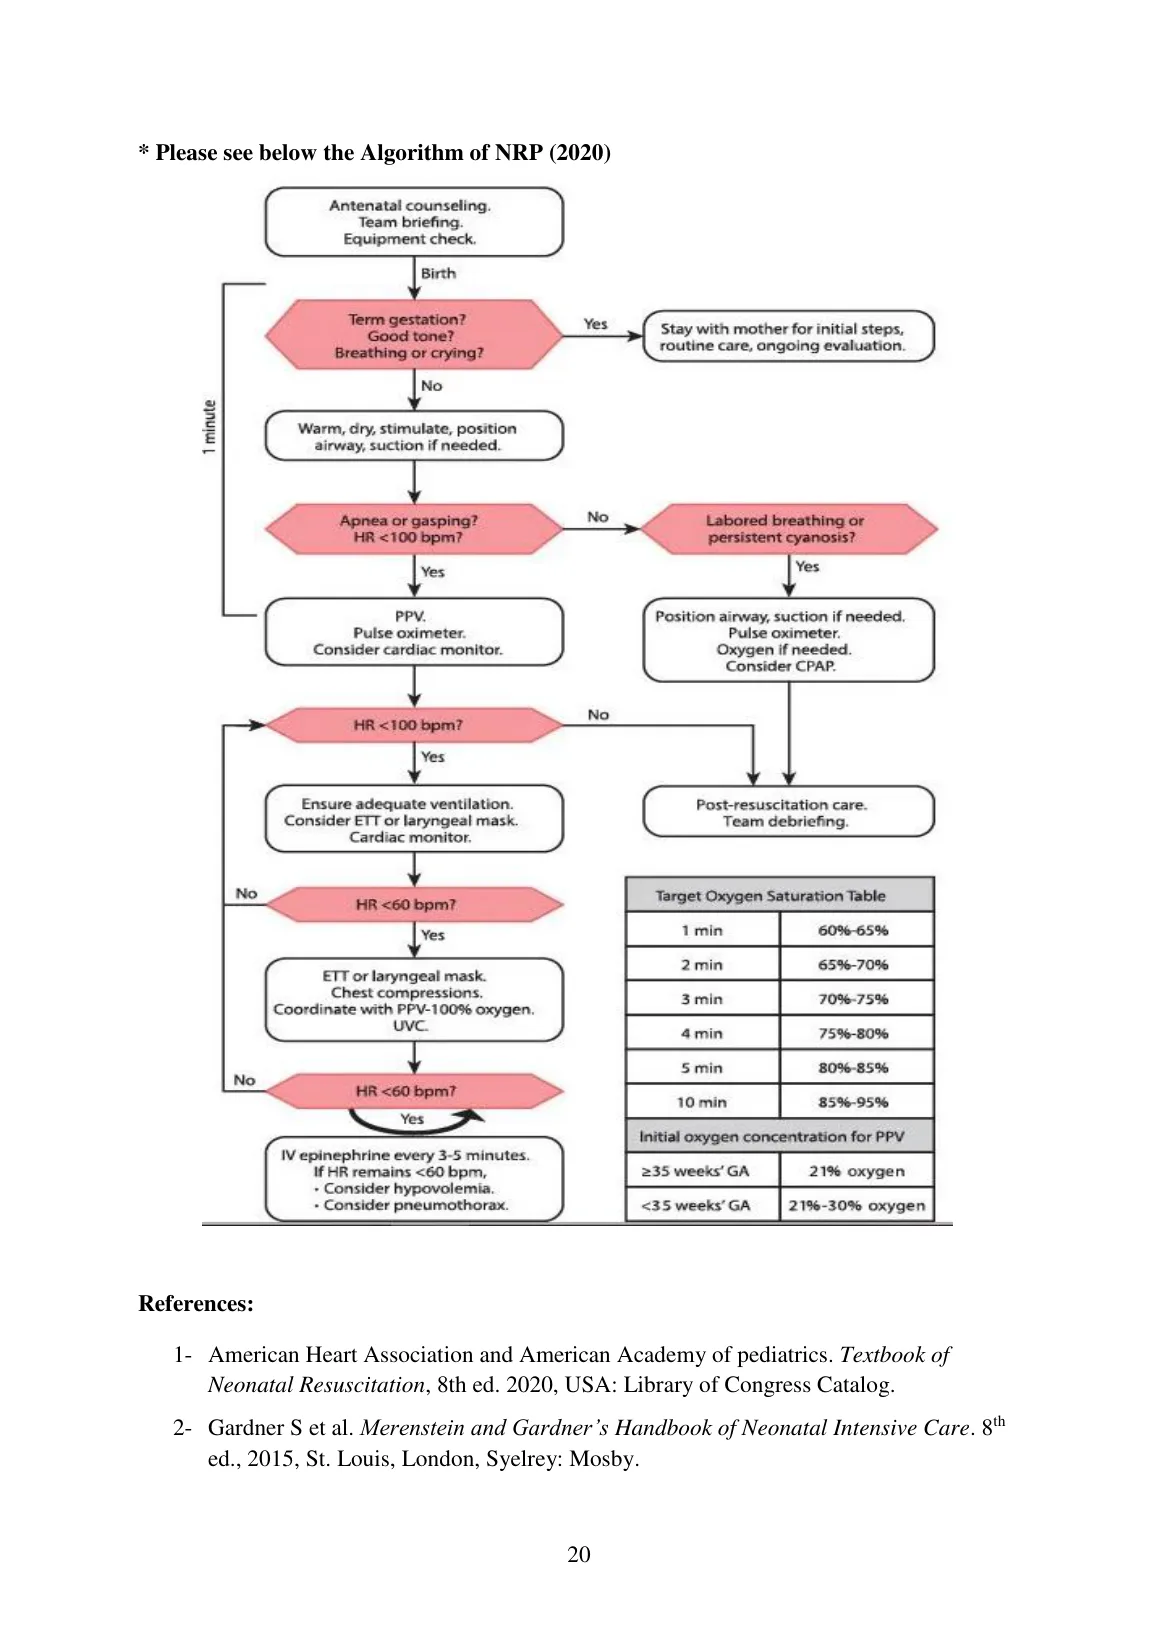 * Please see below the Algorithm of NRP (2020)
Antenatal counseling.
Team briefing.
Equipment check.
Birth
1 minute
Term gestation?
Good tone?
Breathing or crying?
Yes
Stay with mother for initial steps,
routine care, ongoing evaluation.
No
Warm, dry, stimulate, position
airway, suction if needed.
Apnea or gasping?
HR <100 bpm?
No
Labored breathing or
persistent cyanosis?
Yes
Yes
PPV.
Pulse oximeter.
Consider cardiac monitor.
Position airway, suction if needed.
Pulse oximeter.
Oxygen if needed.
Consider CPAP.
HR <100 bpm?
No
Yes
Ensure adequate ventilation.
Consider ETT or laryngeal mask.
Cardiac monitor.
Post-resuscitation care.
Team debriefing.
No
HR <60 bpm?
Yes
ETT or laryngeal mask.
Chest compressions.
Coordinate with PPV-100% oxygen.
UVC.
No
HR <60 bpm?
Yes
IV epinephrine every 3-5 minutes.
If HR remains <60 bpm,
• Consider hypovolemia.
• Consider pneumothorax.
Target Oxygen Saturation Table
1 min 60%-65%
2 min 65%-70%
3 min 70%-75%
4 min 75%-80%
5 min 80%-85%
10 min 85%-95%
Initial oxygen concentration for PPV
≥35 weeks' GA 21% oxygen
<35 weeks' GA 21%-30% oxygen
References:
1- American Heart Association and American Academy of pediatrics. Textbook of
Neonatal Resuscitation, 8th ed. 2020, USA: Library of Congress Catalog.
2- Gardner S et al. Merenstein and Gardner's Handbook of Neonatal Intensive Care. 8th
ed., 2015, St. Louis, London, Syelrey: Mosby.
20